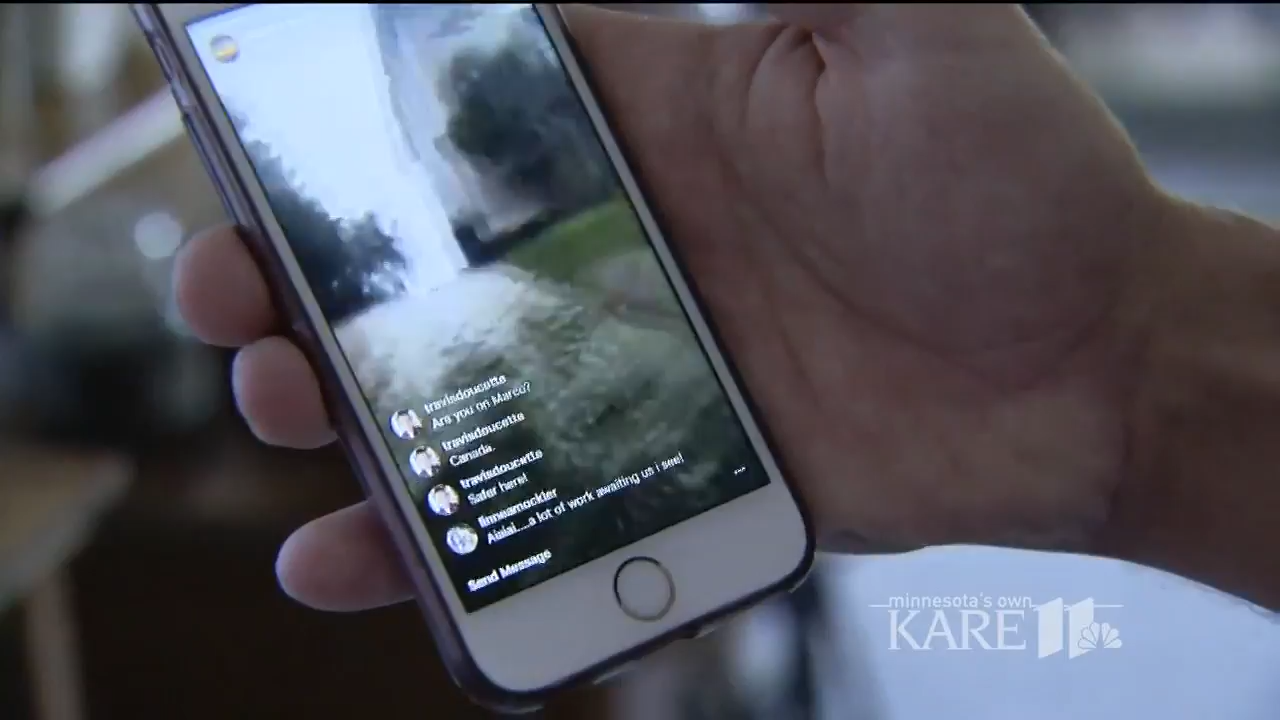 travisdoucette
Are you on Marco?
travisdoucette
Canada.
travisdoucette
Safer here!
linneamockler
Aiaiai....a lot of work awaiting us i see!
...
Send Message
minnesota's own
KARE 11